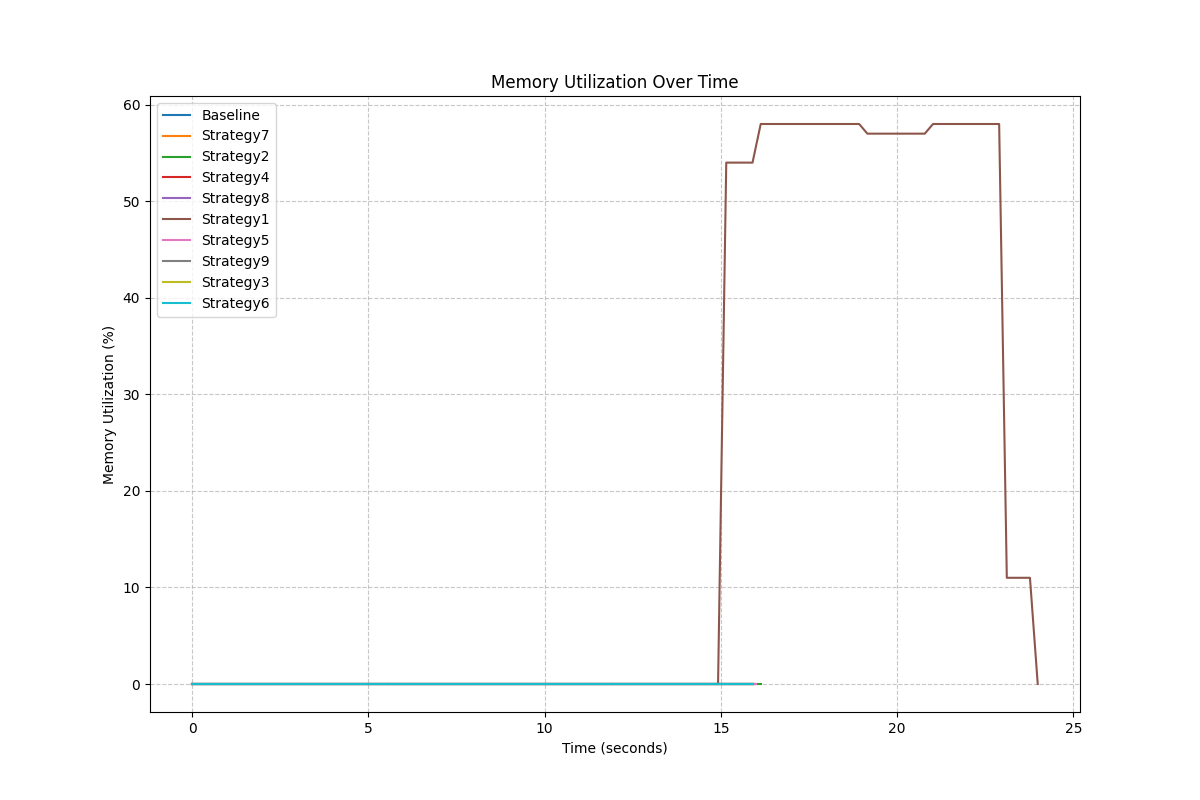 Memory Utilization Over Time
60
50
40
30
20
10
0
Memory Utilization (%)
Baseline
Strategy7
Strategy2
Strategy4
Strategy8
Strategy1
Strategy5
Strategy9
Strategy3
Strategy6
0 5 10 15 20 25
Time (seconds)